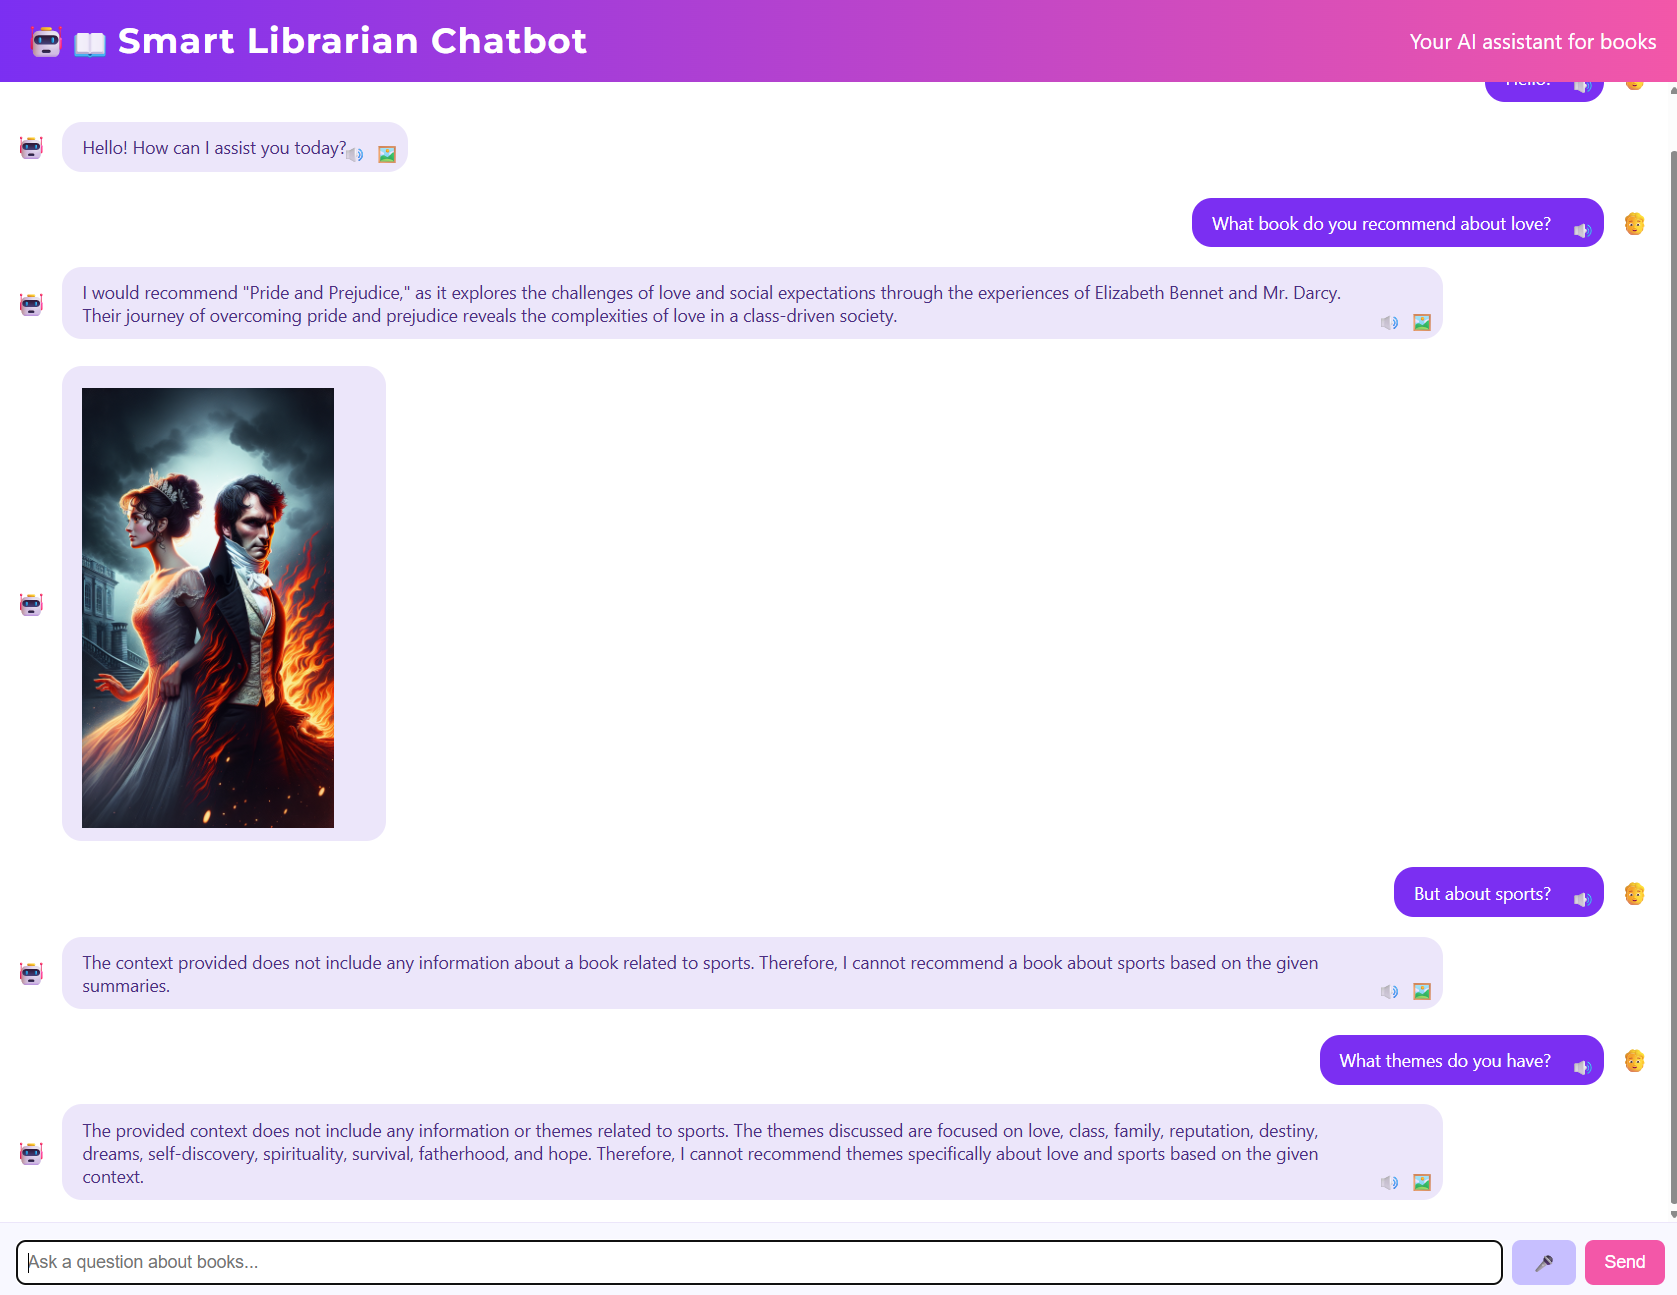 Smart Librarian Chatbot
Your AI assistant for books
Hello! How can I assist you today?
What book do you recommend about love?
I would recommend "Pride and Prejudice," as it explores the challenges of love and social expectations through the experiences of Elizabeth Bennet and Mr. Darcy.
Their journey of overcoming pride and prejudice reveals the complexities of love in a class-driven society.
But about sports?
The context provided does not include any information about a book related to sports. Therefore, I cannot recommend a book about sports based on the given
summaries.
What themes do you have?
The provided context does not include any information or themes related to sports. The themes discussed are focused on love, class, family, reputation, destiny,
dreams, self-discovery, spirituality, survival, fatherhood, and hope. Therefore, I cannot recommend themes specifically about love and sports based on the given
context.
Ask a question about books...
Send